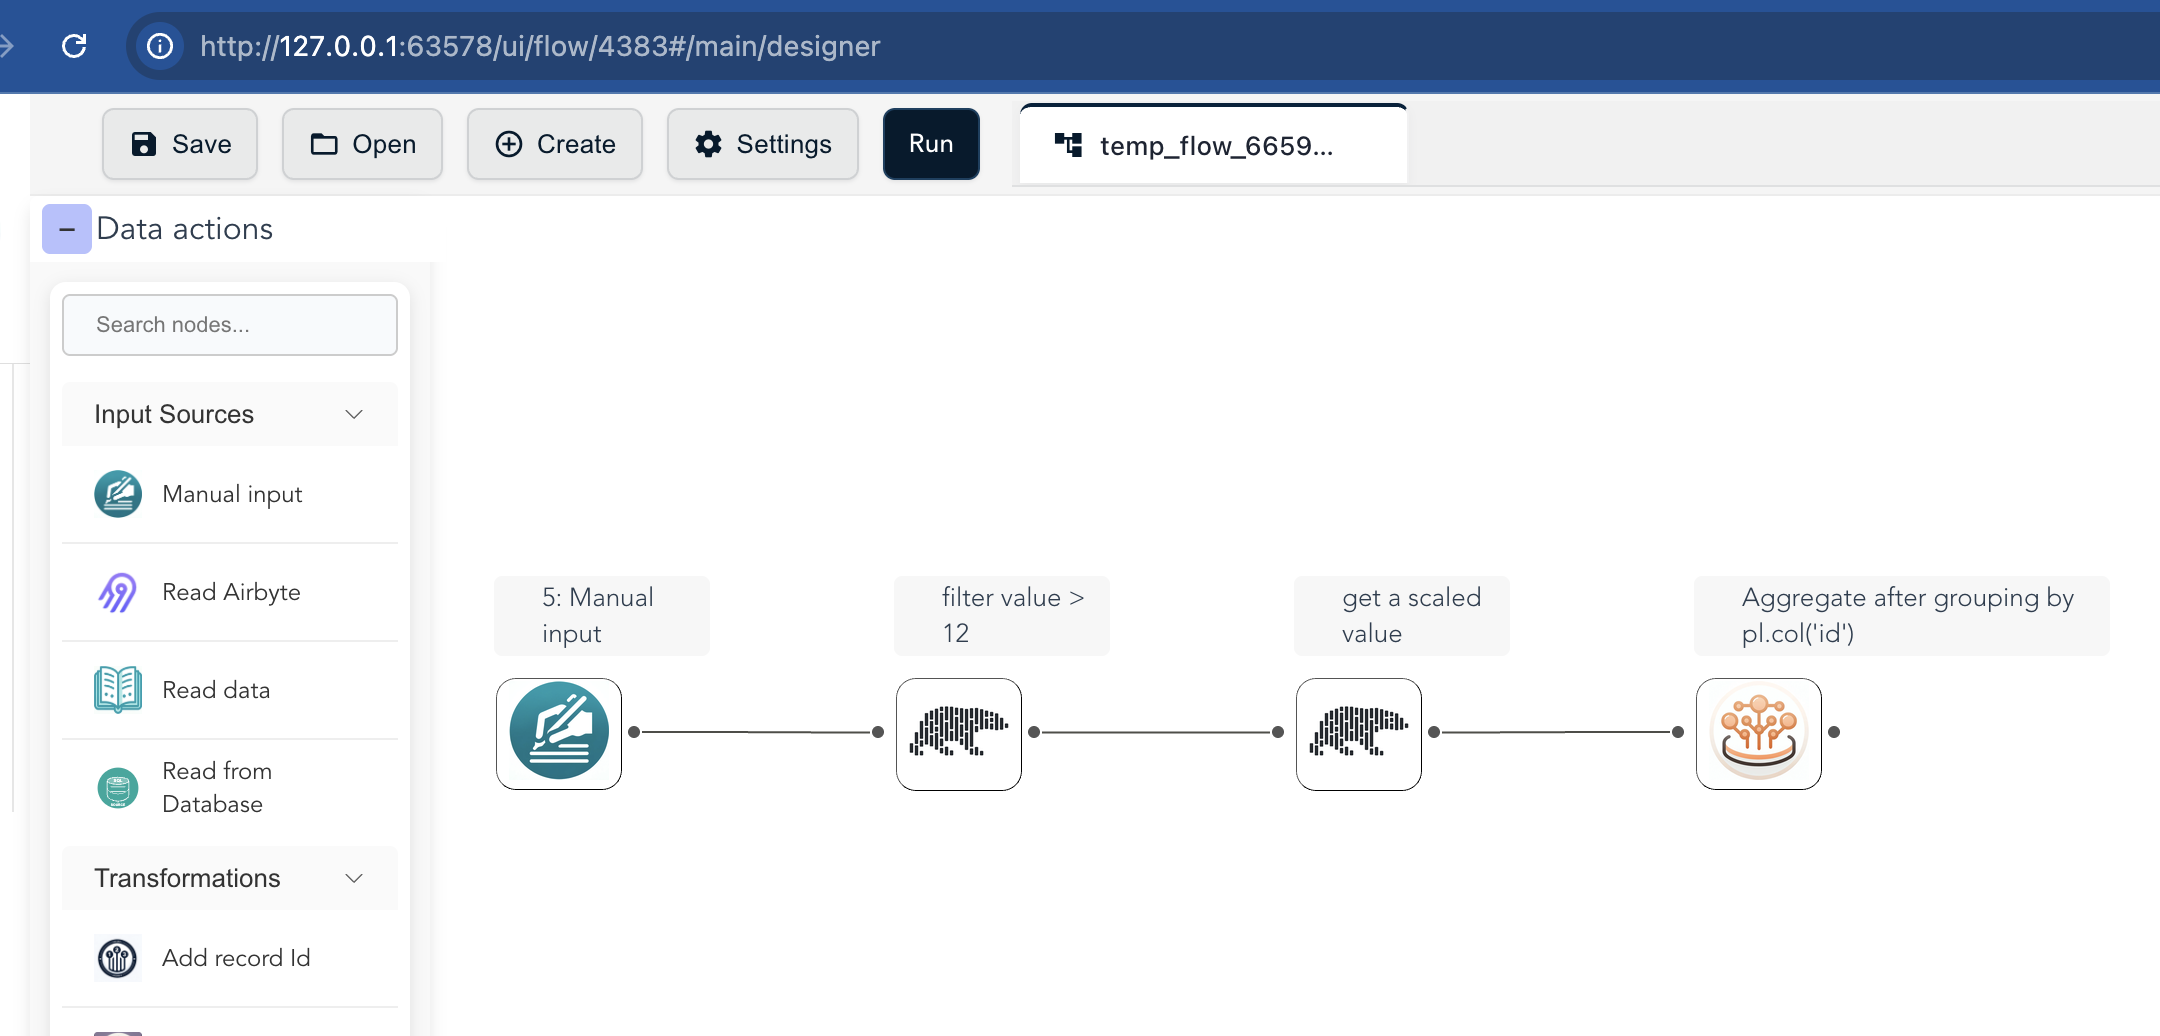 http://127.0.0.1:63578/ui/flow/4383#/main/designer
Save
Open
Create
Settings
Run
temp_flow_6659...
Data actions
Search nodes...
Input Sources
Manual input
Read Airbyte
Read data
Read from
Database
Transformations
Add record Id
5: Manual
input
filter value >
12
get a scaled
value
Aggregate after grouping by
pl.col('id')